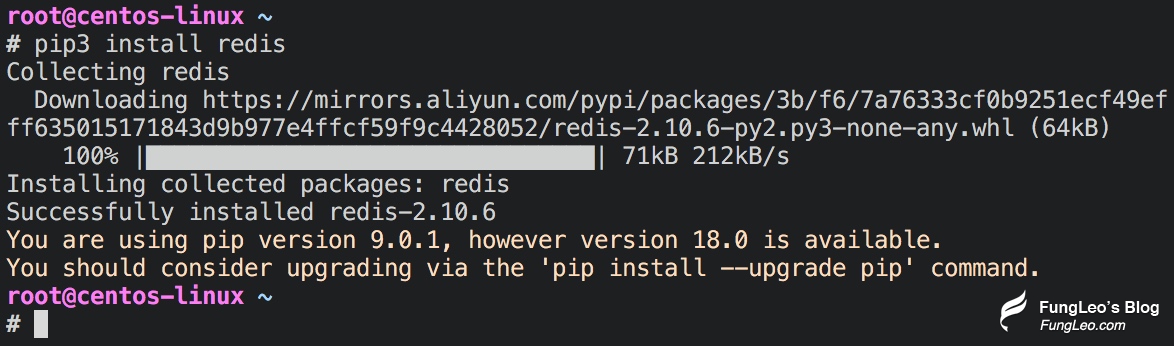 root@centos-linux ~
# pip3 install redis
Collecting redis
  Downloading https://mirrors.aliyun.com/pypi/packages/3b/f6/7a76333cf0b9251ecf49ef
ff635015171843d9b977e4ffcf59f9c4428052/redis-2.10.6-py2.py3-none-any.whl (64kB)
    100% |████████████████████████████████| 71kB 212kB/s
Installing collected packages: redis
Successfully installed redis-2.10.6
You are using pip version 9.0.1, however version 18.0 is available.
You should consider upgrading via the 'pip install --upgrade pip' command.
root@centos-linux ~
#
FungLeo's Blog
FungLeo.com